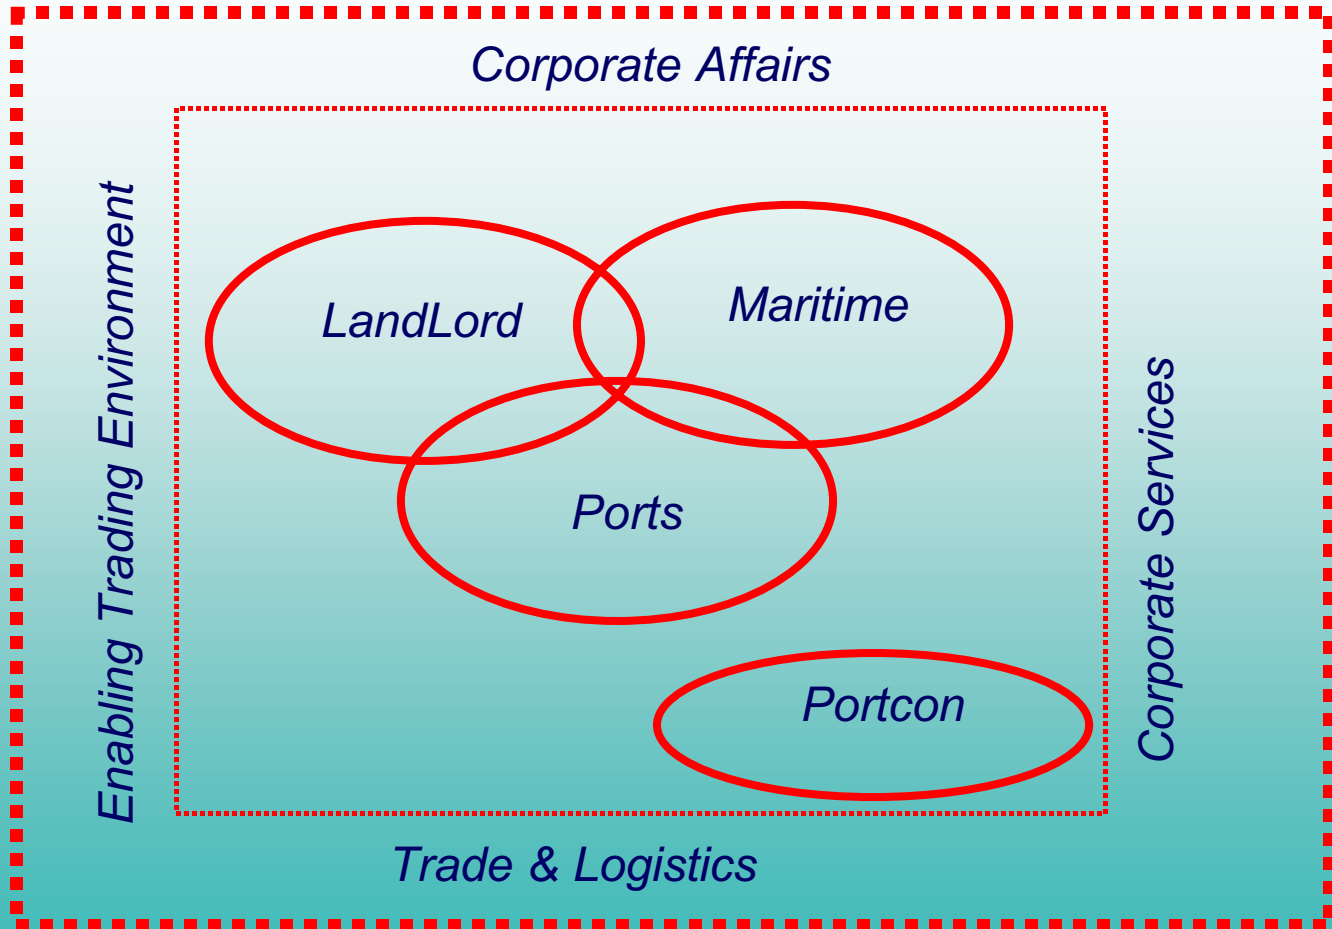 Corporate Affairs
Enabling Trading Environment
LandLord
Maritime
Ports
Portcon
Corporate Services
Trade & Logistics